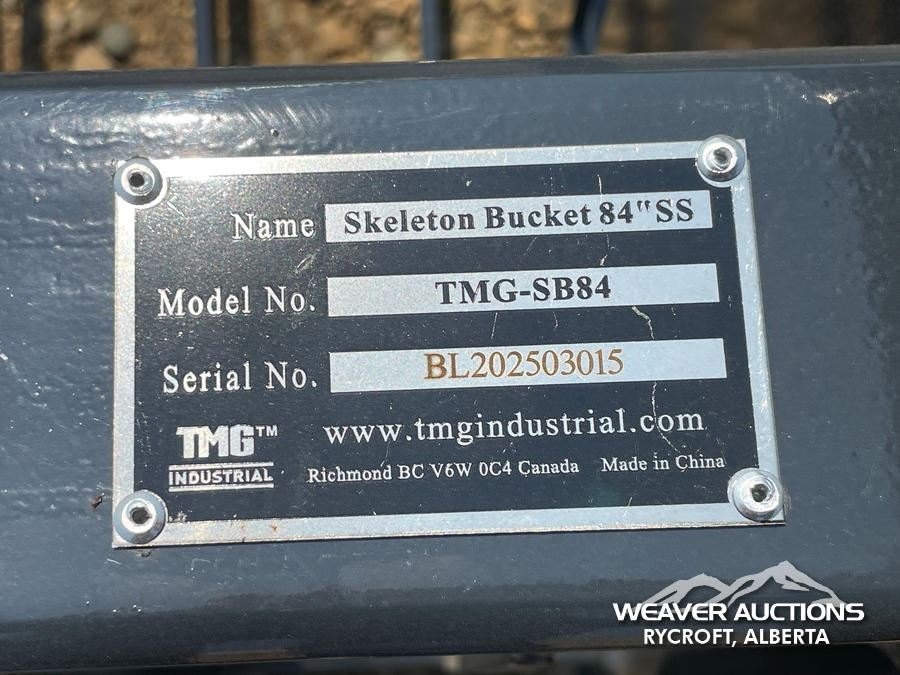 Name Skeleton Bucket 84" SS
Model No. TMG-SB84
Serial No. BL202503015
TMG™ www.tmgindustrial.com
INDUSTRIAL Richmond BC V6W 0C4 Canada Made in China
WEAVER AUCTIONS
RYCROFT, ALBERTA